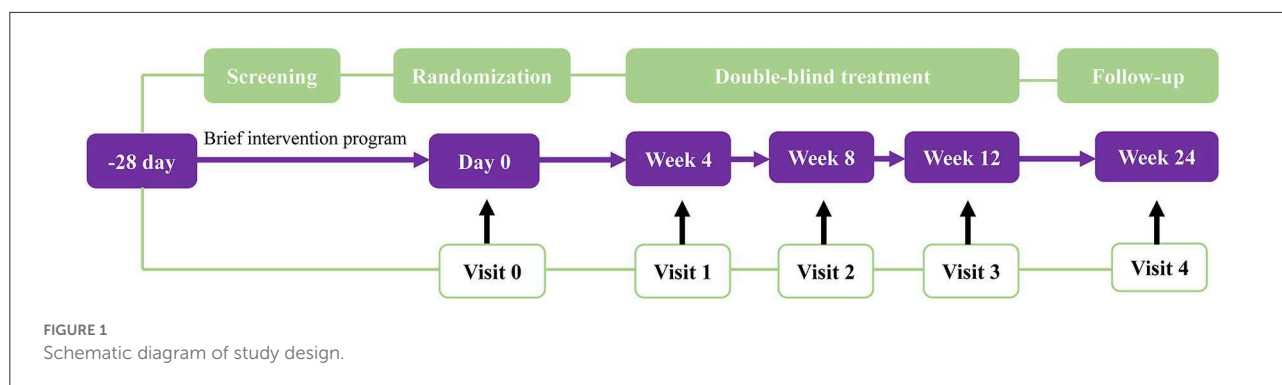 Screening Randomization Double-blind treatment Follow-up
Brief intervention program
-28 day Day 0 Week 4 Week 8 Week 12 Week 24
Visit 0 Visit 1 Visit 2 Visit 3 Visit 4
FIGURE 1
Schematic diagram of study design.